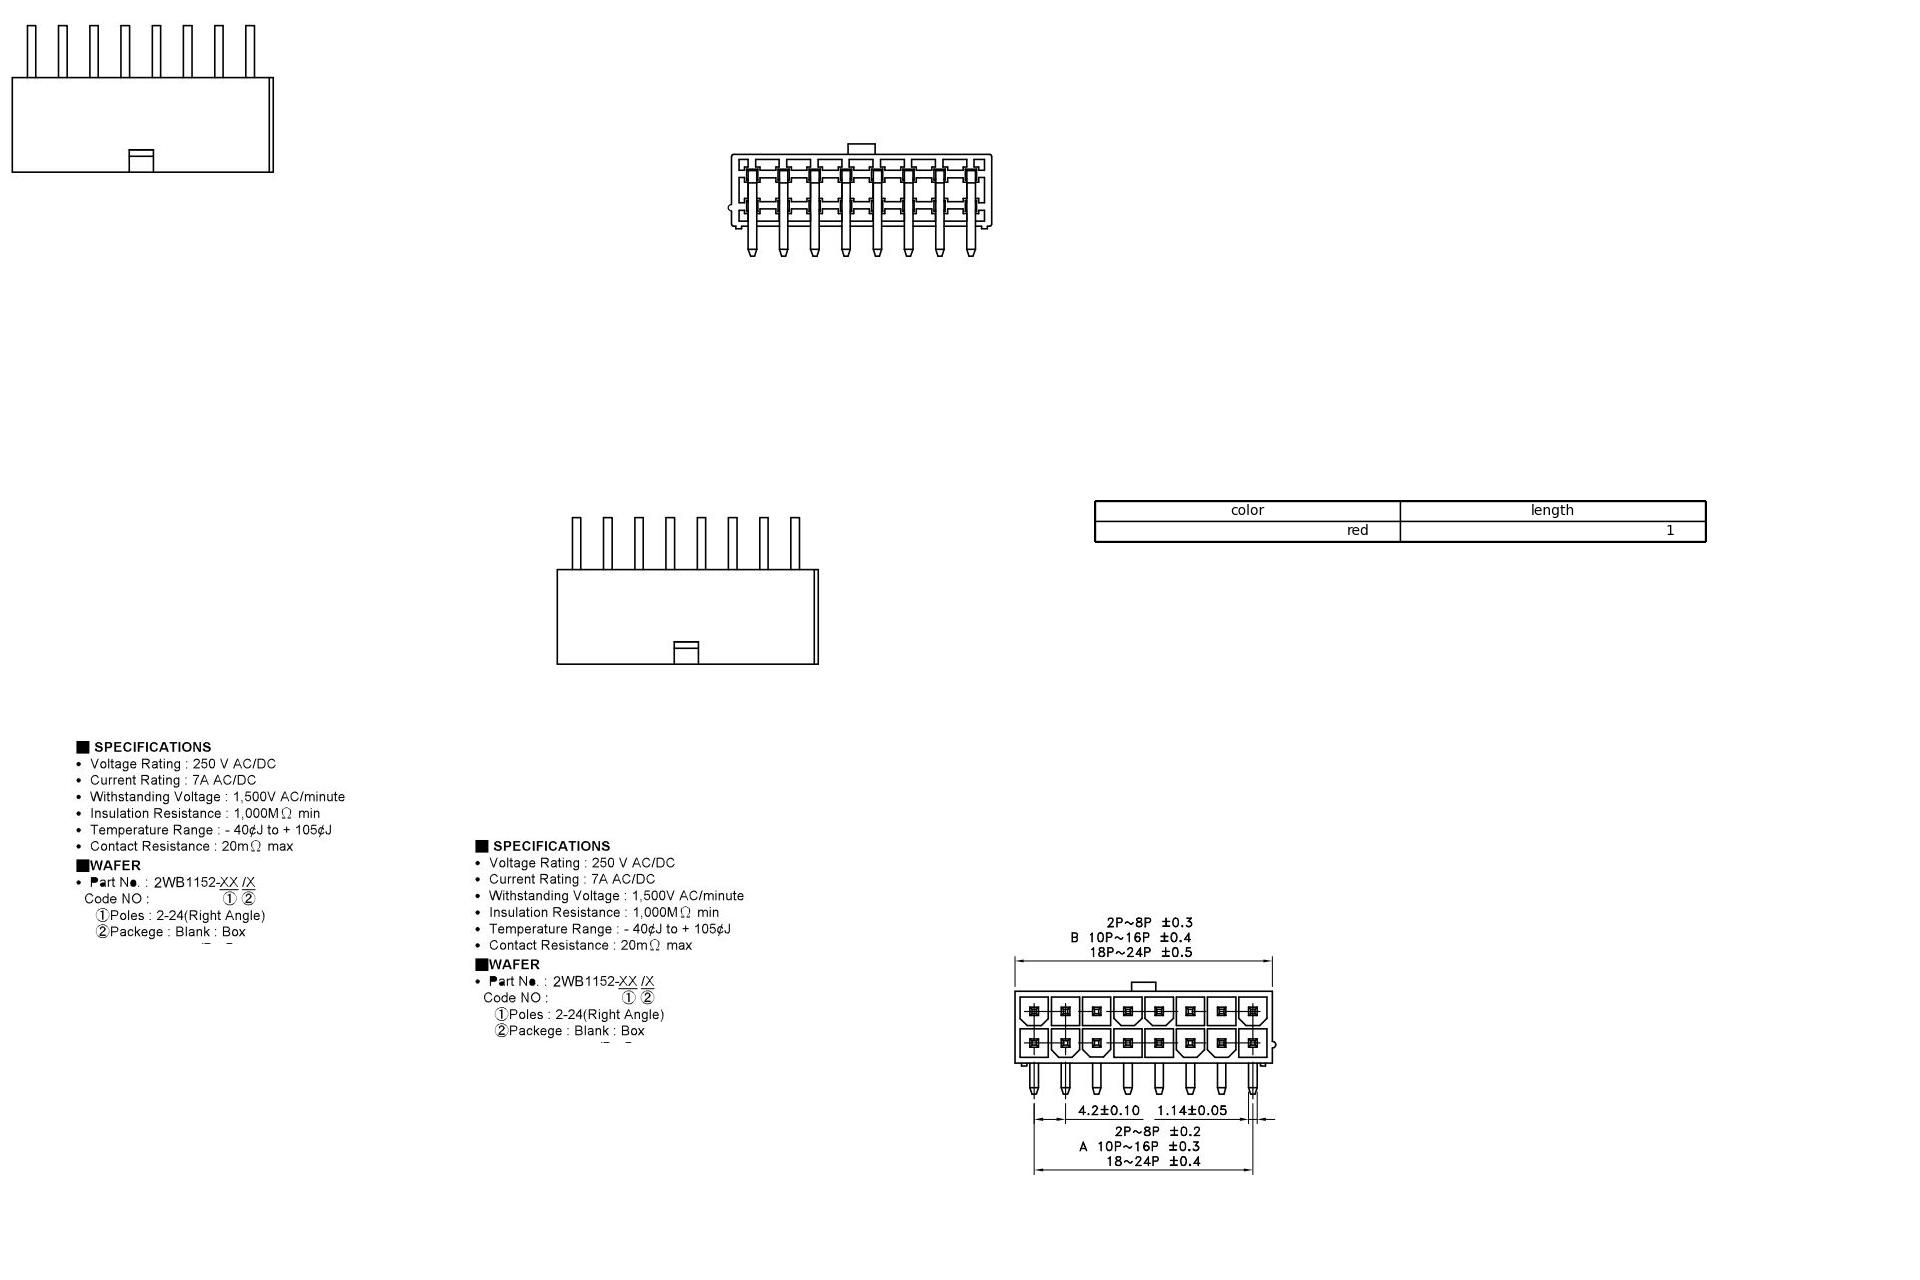 color length
red 1
■ SPECIFICATIONS
• Voltage Rating : 250 V AC/DC
• Current Rating : 7A AC/DC
• Withstanding Voltage : 1,500V AC/minute
• Insulation Resistance : 1,000MΩ min
• Temperature Range : - 40¢J to + 105¢J
• Contact Resistance : 20mΩ max
■WAFER
• Part No. : 2WB1152-XX /X
Code NO : ① ②
①Poles : 2-24(Right Angle)
②Packege : Blank : Box
■ SPECIFICATIONS
• Voltage Rating : 250 V AC/DC
• Current Rating : 7A AC/DC
• Withstanding Voltage : 1,500V AC/minute
• Insulation Resistance : 1,000MΩ min
• Temperature Range : - 40¢J to + 105¢J
• Contact Resistance : 20mΩ max
■WAFER
• Part No. : 2WB1152-XX /X
Code NO : ① ②
①Poles : 2-24(Right Angle)
②Packege : Blank : Box
2P~8P ±0.3
B 10P~16P ±0.4
18P~24P ±0.5
4.2±0.10 1.14±0.05
2P~8P ±0.2
A 10P~16P ±0.3
18~24P ±0.4